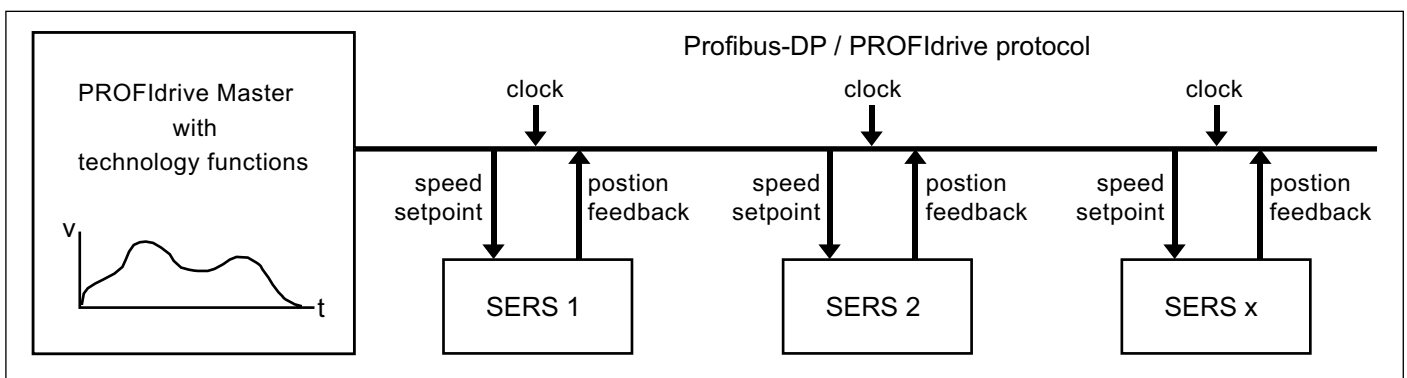 Profibus-DP / PROFIdrive protocol
PROFIdrive Master
with
technology functions
v
t
clock
clock
clock
speed
setpoint
postion
feedback
speed
setpoint
postion
feedback
speed
setpoint
postion
feedback
SERS 1
SERS 2
SERS x